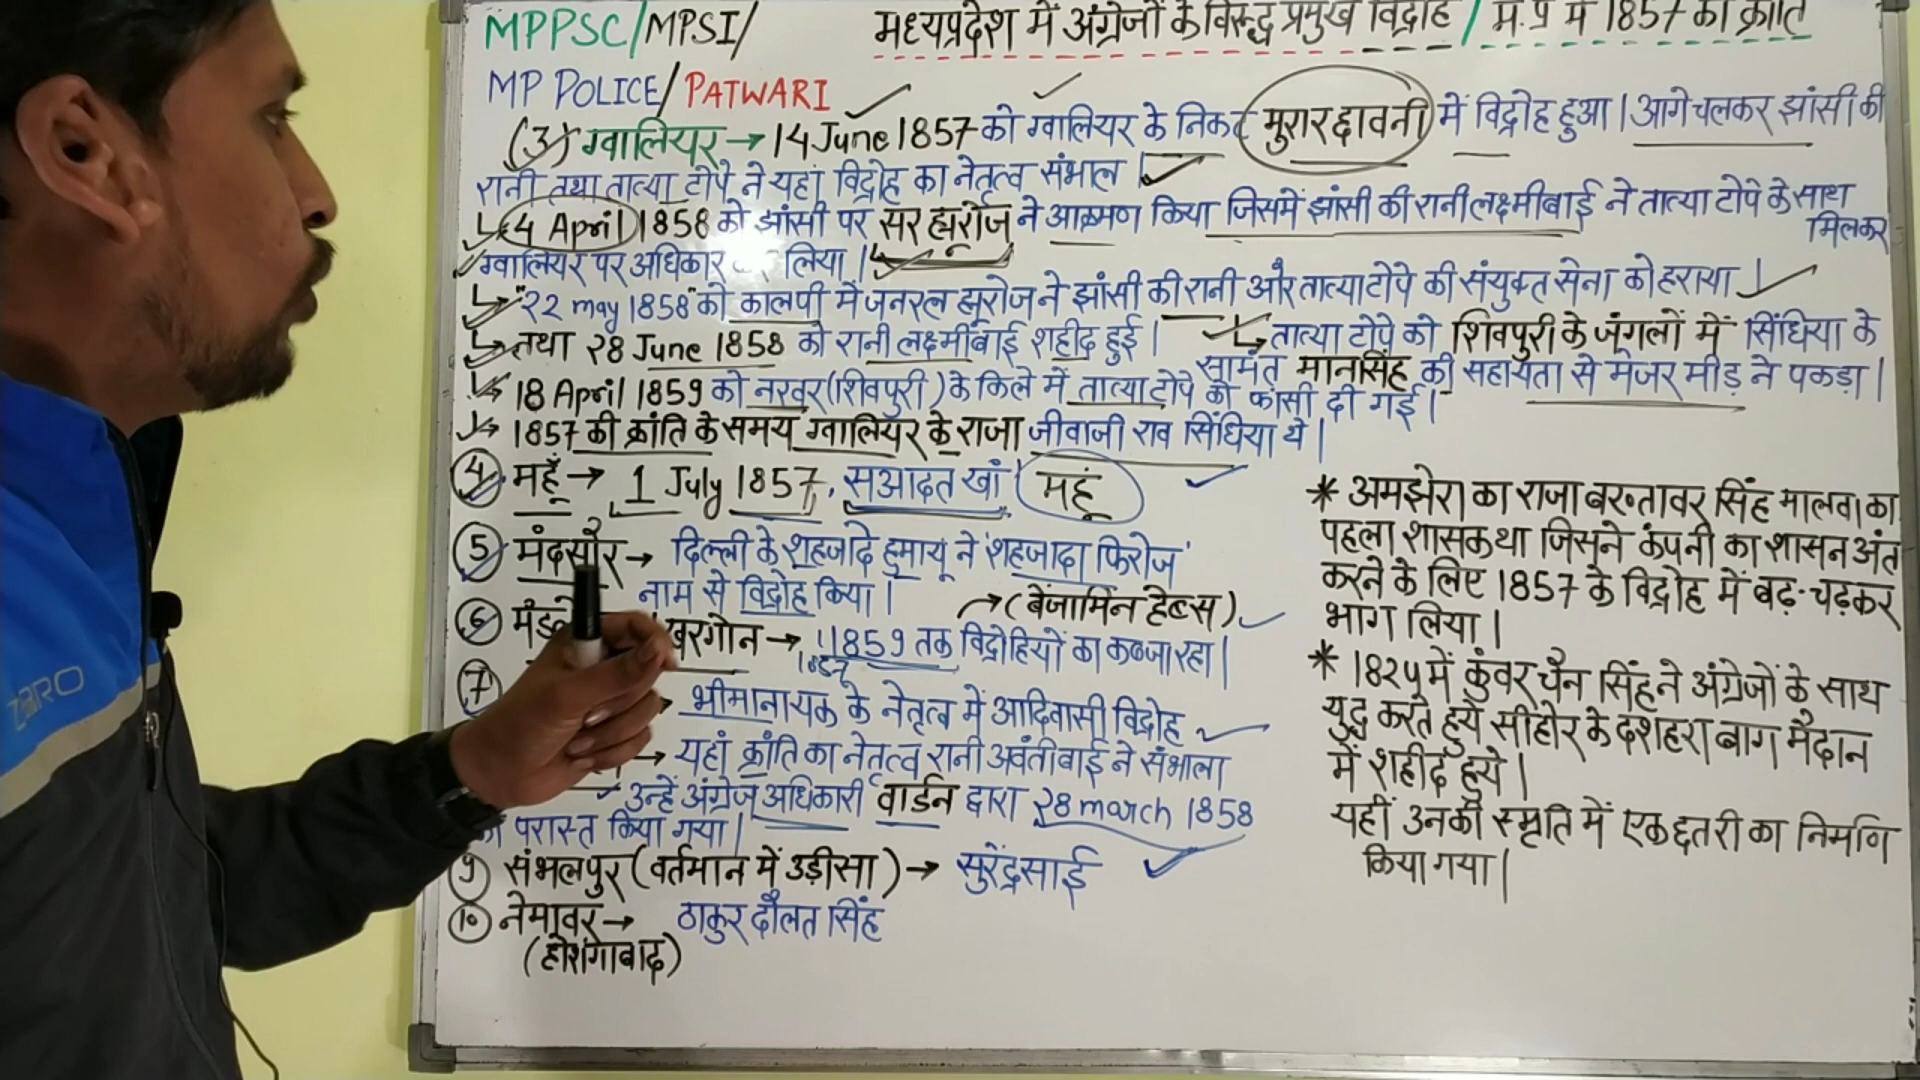 MPPSC/MPSI/ मध्यप्रदेश में अंग्रेजों के विरुद्ध प्रमुख विद्रोह / म.प्र में 1857 की क्रांति
MP POLICE/PATWARI
(3) ग्वालियर → 14 June 1857 को ग्वालियर के निकट मुरार छावनी में विद्रोह हुआ। आगे चलकर झांसी की
रानी तथा तात्या टोपे ने यहां विद्रोह का नेतृत्व संभाल।
↳ 4 April 1858 को झांसी पर सर ह्यूरोज ने आक्रमण किया जिसमें झांसी की रानी लक्ष्मीबाई ने तात्या टोपे के साथ मिलकर
ग्वालियर पर अधिकार लिया।
↳ "22 may 1858" को कालपी में जनरल ह्यूरोज ने झांसी की रानी और तात्या टोपे की संयुक्त सेना को हराया।
↳ तथा 28 June 1858 को रानी लक्ष्मीबाई शहीद हुई। ↳ तात्या टोपे को शिवपुरी के जंगलों में सिंधिया के
सामंत मानसिंह की सहायता से मेजर मीड ने पकड़ा।
↳ 18 April 1859 को नरवर (शिवपुरी) के किले में तात्या टोपे को फांसी दी गई।
↳ 1857 की क्रांति के समय ग्वालियर के राजा जीवाजी राव सिंधिया थे।
(4) महूँ → 1 July 1857, सआदत खां महूं
(5) मंदसौर → दिल्ली के शहजादे हुमायू ने 'शहजादा फिरोज'
नाम से विद्रोह किया।
(6) खरगोन → 1859 तक विद्रोहियों का कब्जा रहा। → (बेंजामिन हेब्स)
(7) → भीमानायक के नेतृत्व में आदिवासी विद्रोह
→ यहां क्रांति का नेतृत्व रानी अवंतीबाई ने संभाला
उन्हें अंग्रेज अधिकारी वार्डन द्वारा 28 march 1858
को परास्त किया गया।
(9) संभलपुर (वर्तमान में उड़ीसा) → सुरेंद्रसाई
(10) नेमावर → ठाकुर दौलत सिंह
(होशंगाबाद)
* अमझेरा का राजा बख्तावर सिंह मालवा का
पहला शासक था जिसने कंपनी का शासन अंत
करने के लिए 1857 के विद्रोह में बढ़-चढ़कर
भाग लिया।
* 1824 में कुंवर चैन सिंह ने अंग्रेजों के साथ
युद्ध करते हुये सीहोर के दशहरा बाग मैदान
में शहीद हुये।
यहीं उनकी स्मृति में एक छतरी का निर्माण
किया गया।